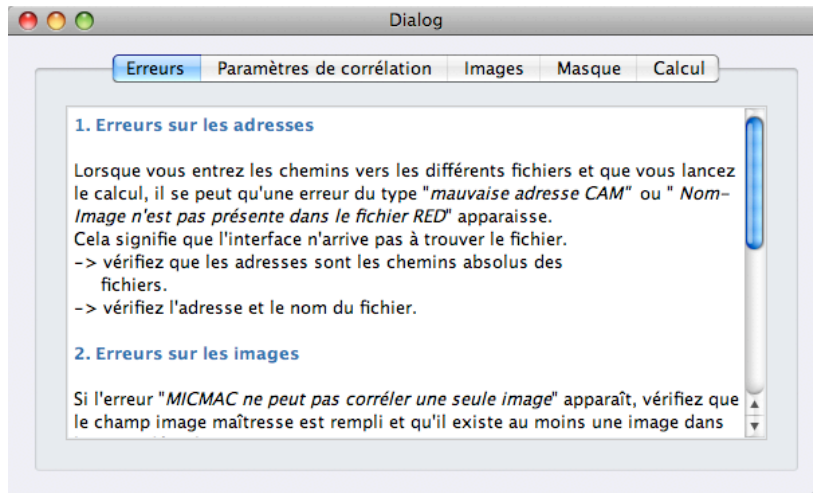 Dialog
Erreurs Paramètres de corrélation Images Masque Calcul
1. Erreurs sur les adresses
Lorsque vous entrez les chemins vers les différents fichiers et que vous lancez
le calcul, il se peut qu'une erreur du type "mauvaise adresse CAM" ou " Nom-
Image n'est pas présente dans le fichier RED" apparaisse.
Cela signifie que l'interface n'arrive pas à trouver le fichier.
-> vérifiez que les adresses sont les chemins absolus des
fichiers.
-> vérifiez l'adresse et le nom du fichier.
2. Erreurs sur les images
Si l'erreur "MICMAC ne peut pas corréler une seule image" apparaît, vérifiez que
le champ image maîtresse est rempli et qu'il existe au moins une image dans